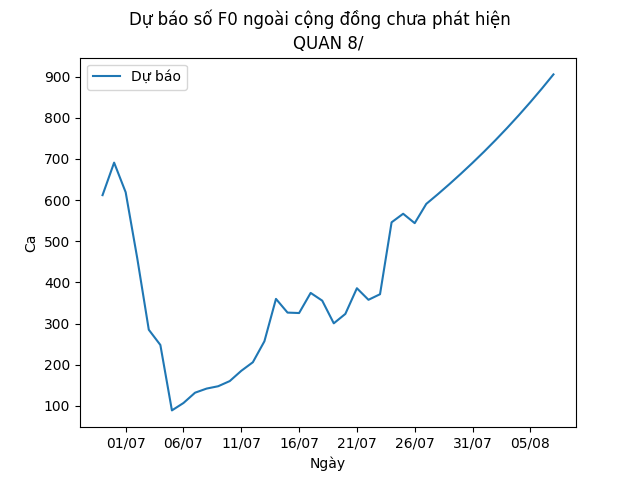 Dự báo số F0 ngoài cộng đồng chưa phát hiện
QUAN 8/
Dự báo
Ca
900
800
700
600
500
400
300
200
100
01/07 06/07 11/07 16/07 21/07 26/07 31/07 05/08
Ngày